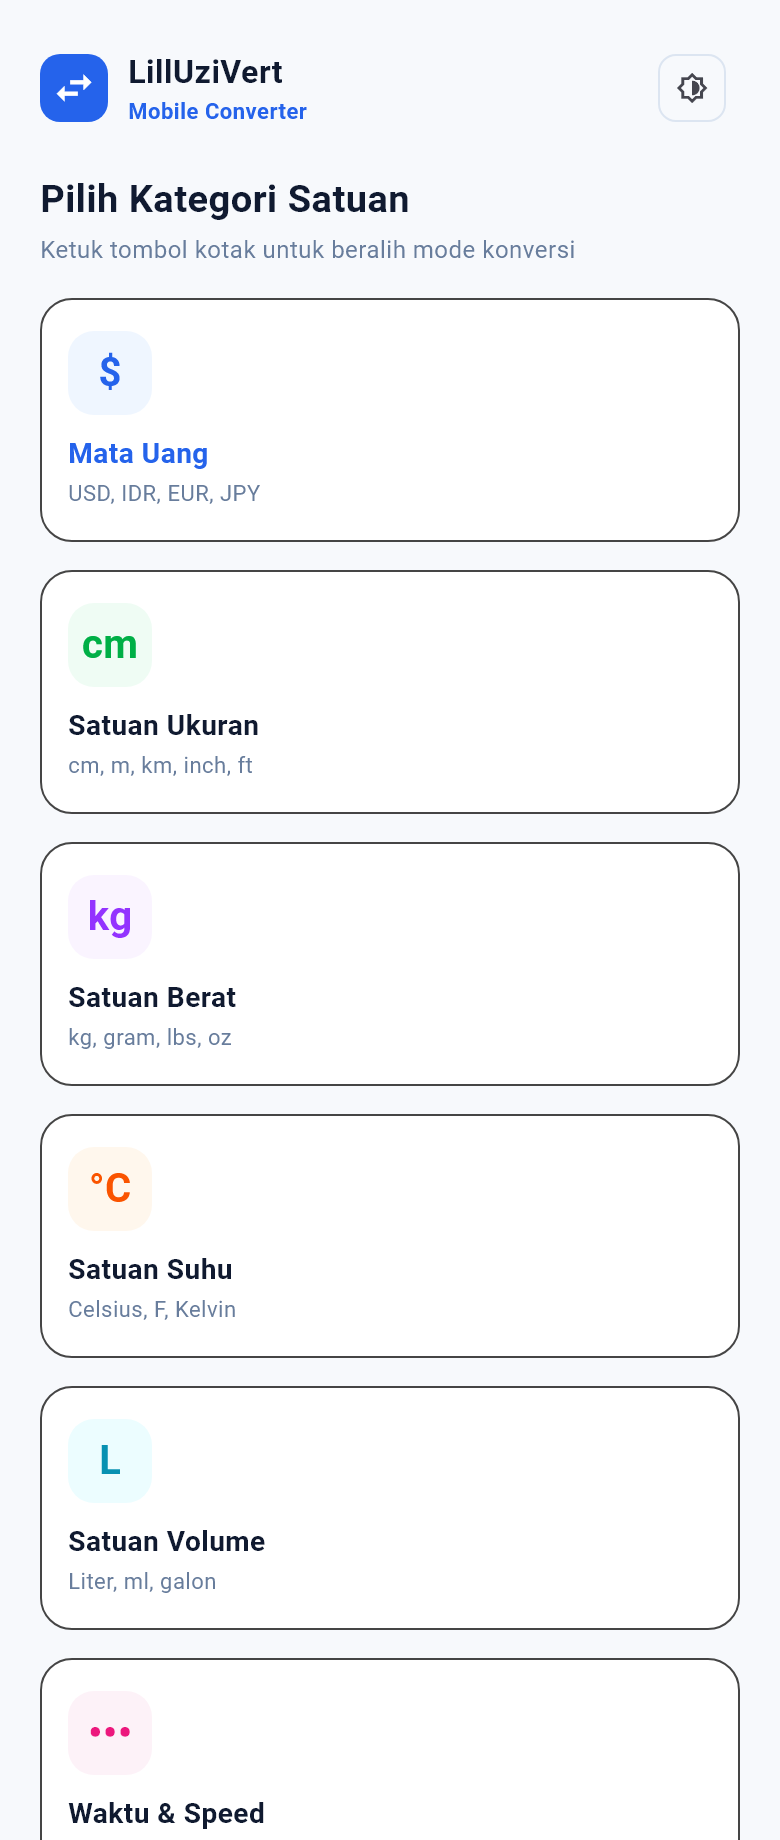 LillUziVert
Mobile Converter
Pilih Kategori Satuan
Ketuk tombol kotak untuk beralih mode konversi
$
Mata Uang
USD, IDR, EUR, JPY
cm
Satuan Ukuran
cm, m, km, inch, ft
kg
Satuan Berat
kg, gram, lbs, oz
°C
Satuan Suhu
Celsius, F, Kelvin
L
Satuan Volume
Liter, ml, galon
•••
Waktu & Speed